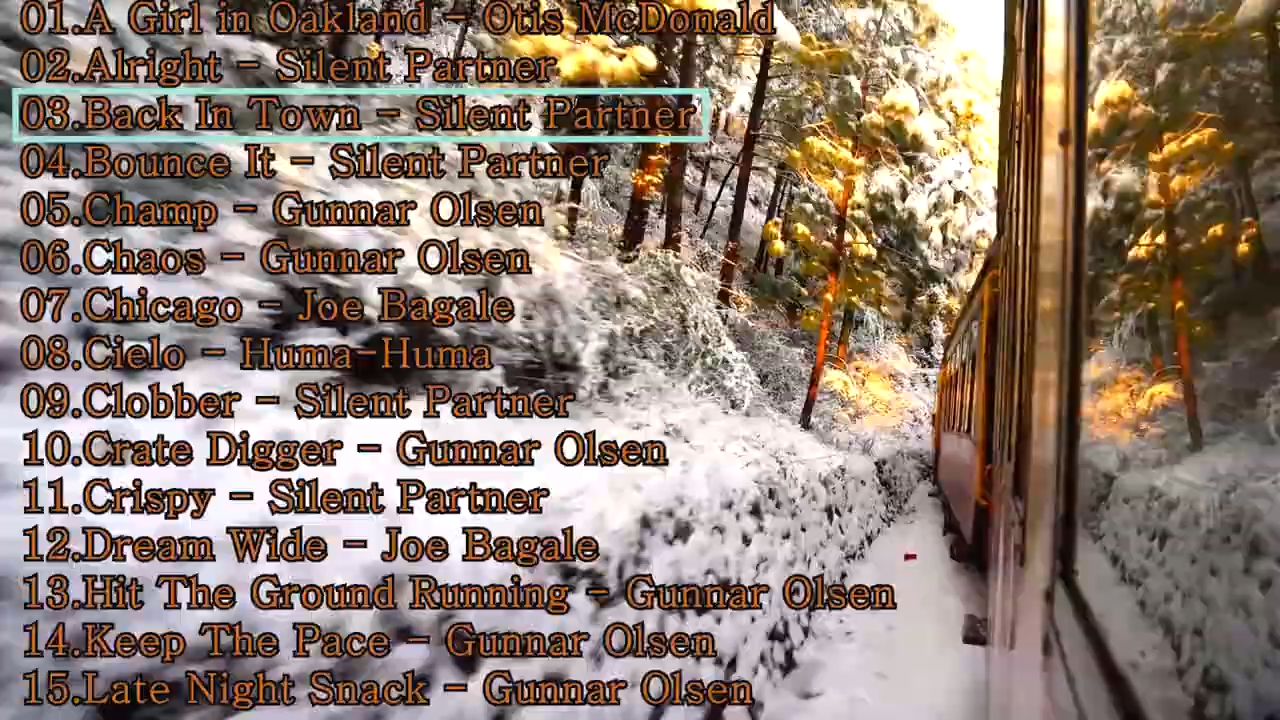 01.A Girl in Oakland - Otis McDonald
02.Alright - Silent Partner
03.Back In Town - Silent Partner
04.Bounce It - Silent Partner
05.Champ - Gunnar Olsen
06.Chaos - Gunnar Olsen
07.Chicago - Joe Bagale
08.Cielo - Huma-Huma
09.Clobber - Silent Partner
10.Crate Digger - Gunnar Olsen
11.Crispy - Silent Partner
12.Dream Wide - Joe Bagale
13.Hit The Ground Running - Gunnar Olsen
14.Keep The Pace - Gunnar Olsen
15.Late Night Snack - Gunnar Olsen